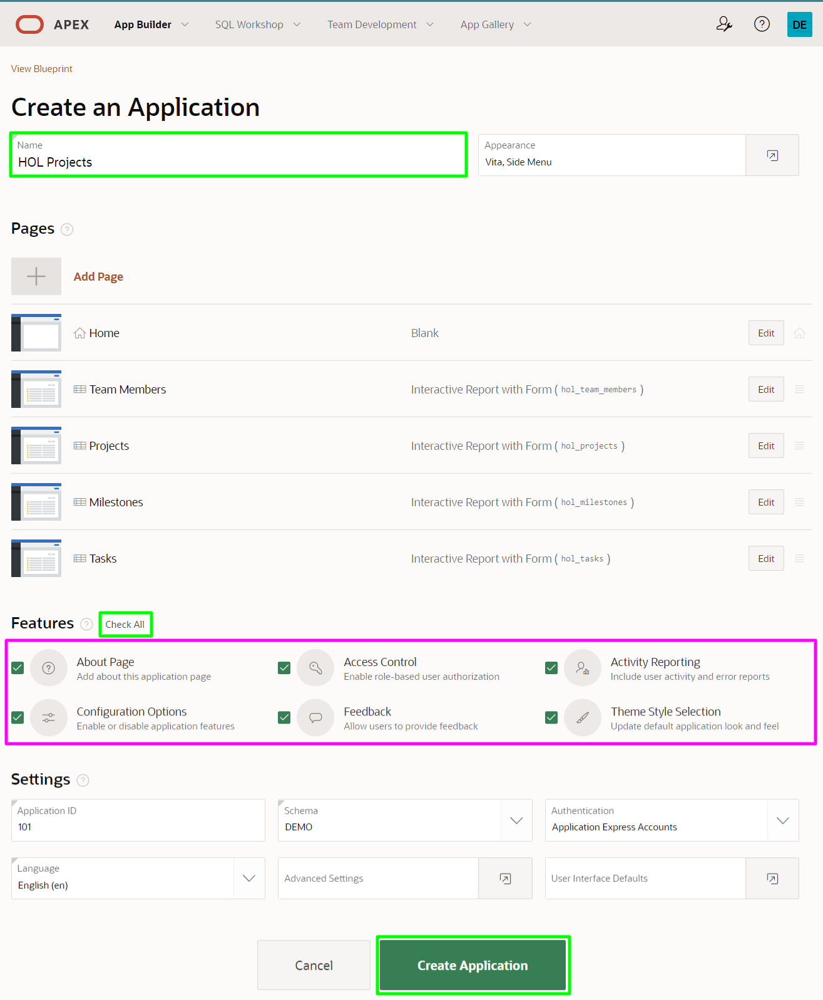 APEX App Builder SQL Workshop Team Development App Gallery ? DE
View Blueprint
Create an Application
Name
HOL Projects
Appearance
Vita, Side Menu
Pages ?
Add Page
Home Blank Edit
Team Members Interactive Report with Form ( hol_team_members ) Edit
Projects Interactive Report with Form ( hol_projects ) Edit
Milestones Interactive Report with Form ( hol_milestones ) Edit
Tasks Interactive Report with Form ( hol_tasks ) Edit
Features ? Check All
? About Page
Add about this application page
Access Control
Enable role-based user authorization
Activity Reporting
Include user activity and error reports
Configuration Options
Enable or disable application features
Feedback
Allow users to provide feedback
Theme Style Selection
Update default application look and feel
Settings ?
Application ID
101
Schema
DEMO
Authentication
Application Express Accounts
Language
English (en)
Advanced Settings
User Interface Defaults
Cancel Create Application